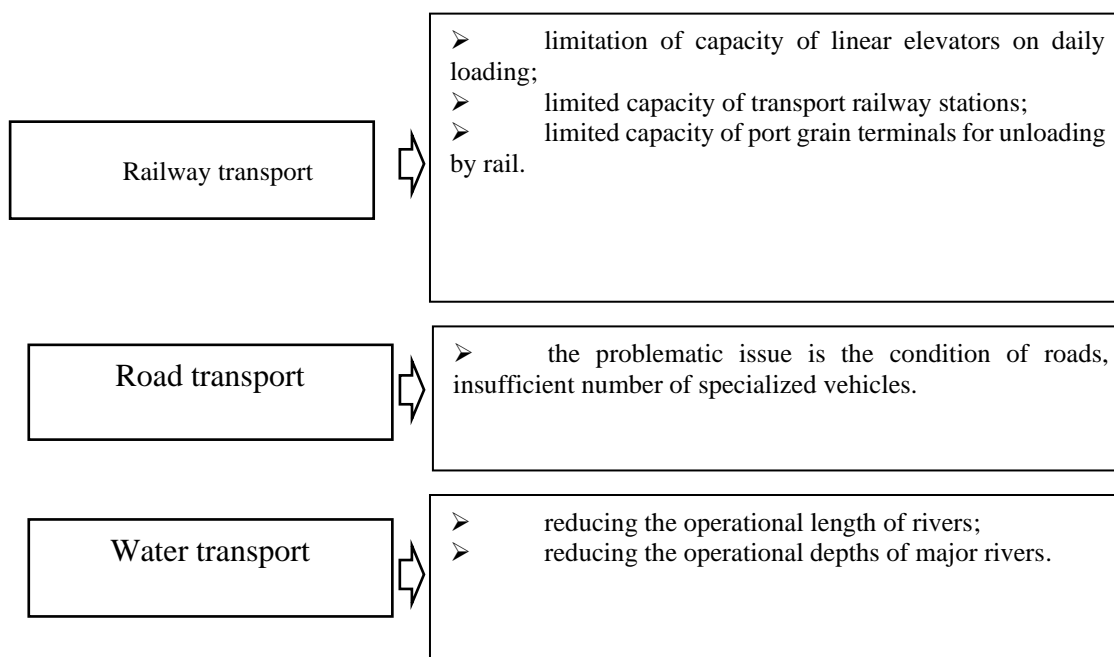 Railway transport
➢ limitation of capacity of linear elevators on daily
loading;
➢ limited capacity of transport railway stations;
➢ limited capacity of port grain terminals for unloading
by rail.
Road transport
➢ the problematic issue is the condition of roads,
insufficient number of specialized vehicles.
Water transport
➢ reducing the operational length of rivers;
➢ reducing the operational depths of major rivers.